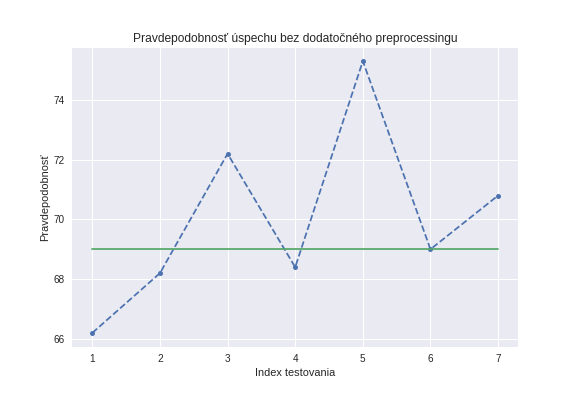 Pravdepodobnosť úspechu bez dodatočného preprocessingu
Pravdepodobnosť
74
72
70
68
66
1 2 3 4 5 6 7
Index testovania